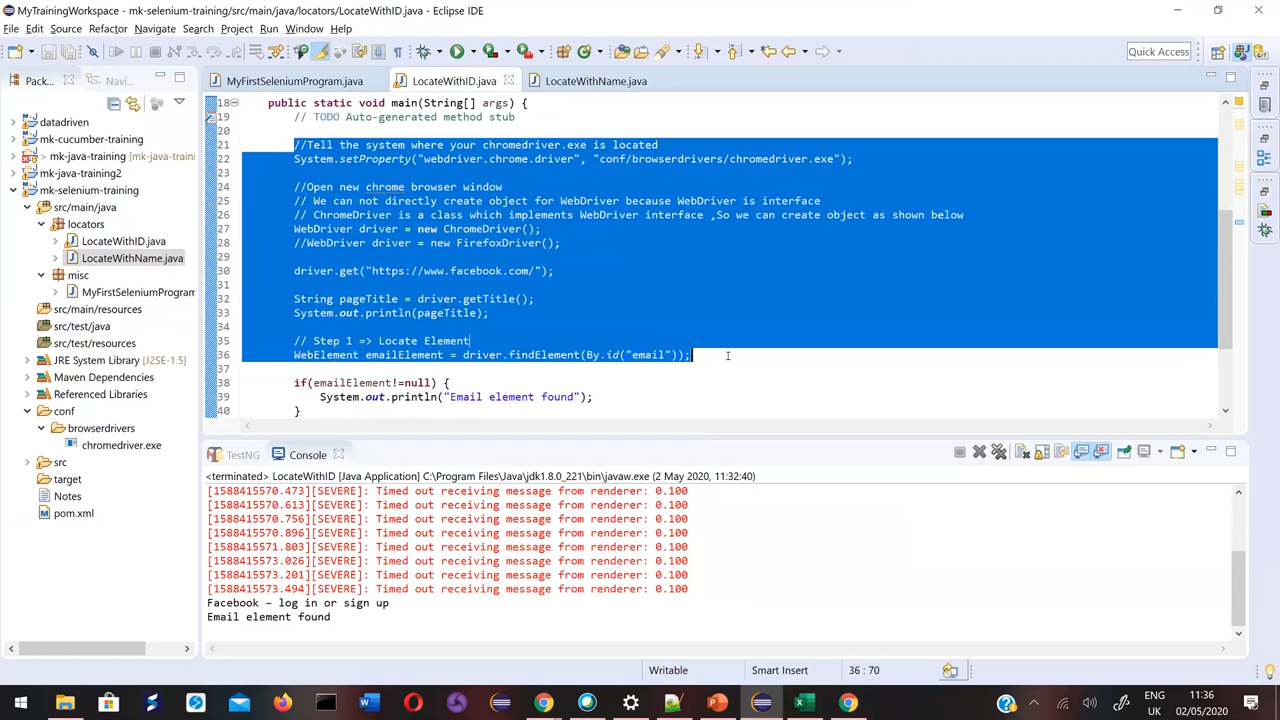 MyTrainingWorkspace - mk-selenium-training/src/main/java/locators/LocateWithID.java - Eclipse IDE
File Edit Source Refactor Navigate Search Project Run Window Help
Quick Access
Pack...
Navi...
MyFirstSeleniumProgram.java
LocateWithID.java
LocateWithName.java
datadriven
mk-cucumber-training
mk-java-training [mk-java-traini
mk-java-training2
mk-selenium-training
src/main/java
locators
LocateWithID.java
LocateWithName.java
misc
MyFirstSeleniumProgram
src/main/resources
src/test/java
src/test/resources
JRE System Library [J2SE-1.5]
Maven Dependencies
Referenced Libraries
conf
browserdrivers
chromedriver.exe
src
target
Notes
pom.xml
18 public static void main(String[] args) {
19 // TODO Auto-generated method stub
20
21 //Tell the system where your chromedriver.exe is located
22 System.setProperty("webdriver.chrome.driver", "conf/browserdrivers/chromedriver.exe");
23
24 //Open new chrome browser window
25 // We can not directly create object for WebDriver because WebDriver is interface
26 // ChromeDriver is a class which implements WebDriver interface ,So we can create object as shown below
27 WebDriver driver = new ChromeDriver();
28 //WebDriver driver = new FirefoxDriver();
29
30 driver.get("https://www.facebook.com/");
31
32 String pageTitle = driver.getTitle();
33 System.out.println(pageTitle);
34
35 // Step 1 => Locate Element
36 WebElement emailElement = driver.findElement(By.id("email"));
37
38 if(emailElement!=null) {
39 System.out.println("Email element found");
40 }
TestNG
Console
<terminated> LocateWithID [Java Application] C:\Program Files\Java\jdk1.8.0_221\bin\javaw.exe (2 May 2020, 11:32:40)
[1588415570.473][SEVERE]: Timed out receiving message from renderer: 0.100
[1588415570.613][SEVERE]: Timed out receiving message from renderer: 0.100
[1588415570.756][SEVERE]: Timed out receiving message from renderer: 0.100
[1588415570.896][SEVERE]: Timed out receiving message from renderer: 0.100
[1588415571.803][SEVERE]: Timed out receiving message from renderer: 0.100
[1588415573.026][SEVERE]: Timed out receiving message from renderer: 0.100
[1588415573.201][SEVERE]: Timed out receiving message from renderer: 0.100
[1588415573.494][SEVERE]: Timed out receiving message from renderer: 0.100
Facebook – log in or sign up
Email element found
Writable
Smart Insert
36 : 70
ENG
UK
11:36
02/05/2020